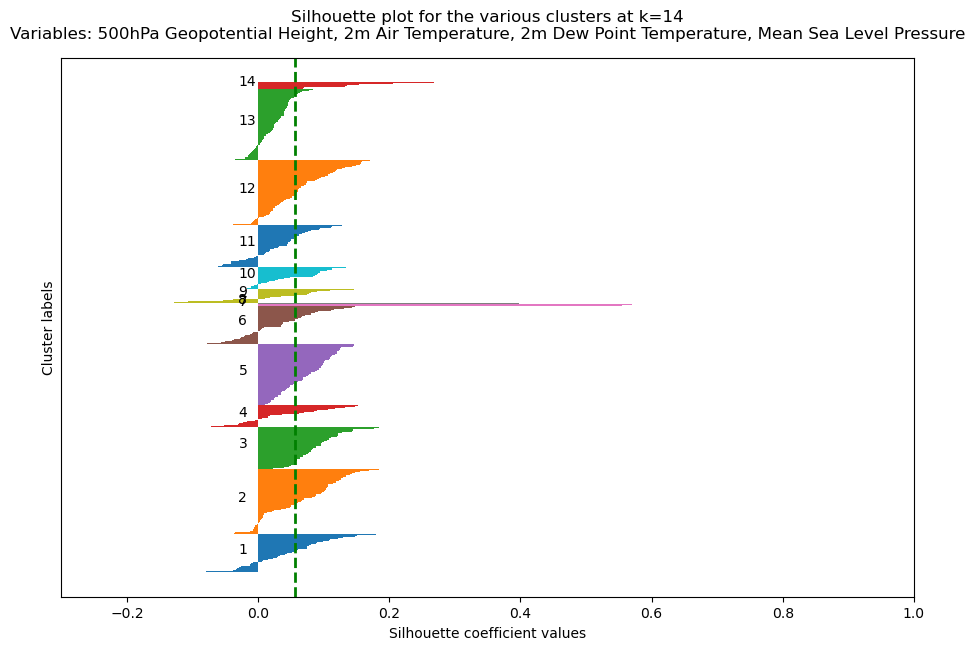 Silhouette plot for the various clusters at k=14
Variables: 500hPa Geopotential Height, 2m Air Temperature, 2m Dew Point Temperature, Mean Sea Level Pressure
14
13
12
11
10
9
8
7
6
5
4
3
2
1
Cluster labels
−0.2 0.0 0.2 0.4 0.6 0.8 1.0
Silhouette coefficient values